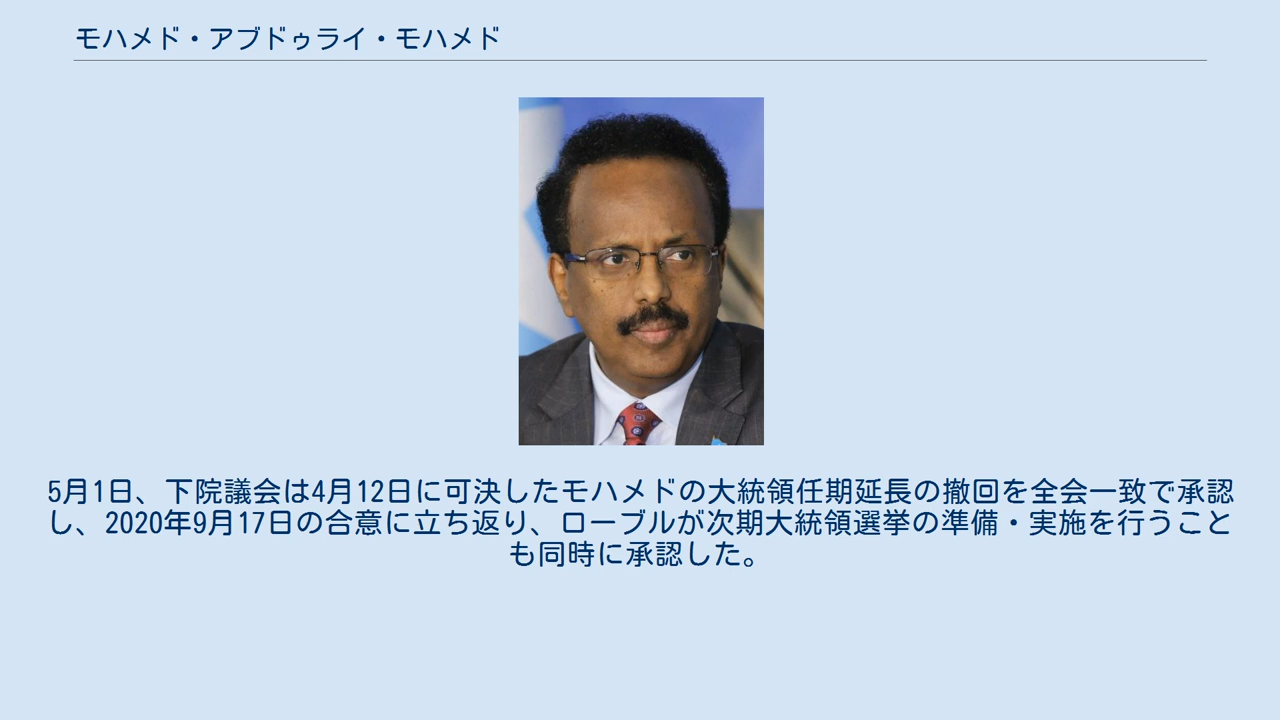 モハメド・アブドゥライ・モハメド
5月1日、下院議会は4月12日に可決したモハメドの大統領任期延長の撤回を全会一致で承認
し、2020年9月17日の合意に立ち返り、ローブルが次期大統領選挙の準備・実施を行うこと
も同時に承認した。